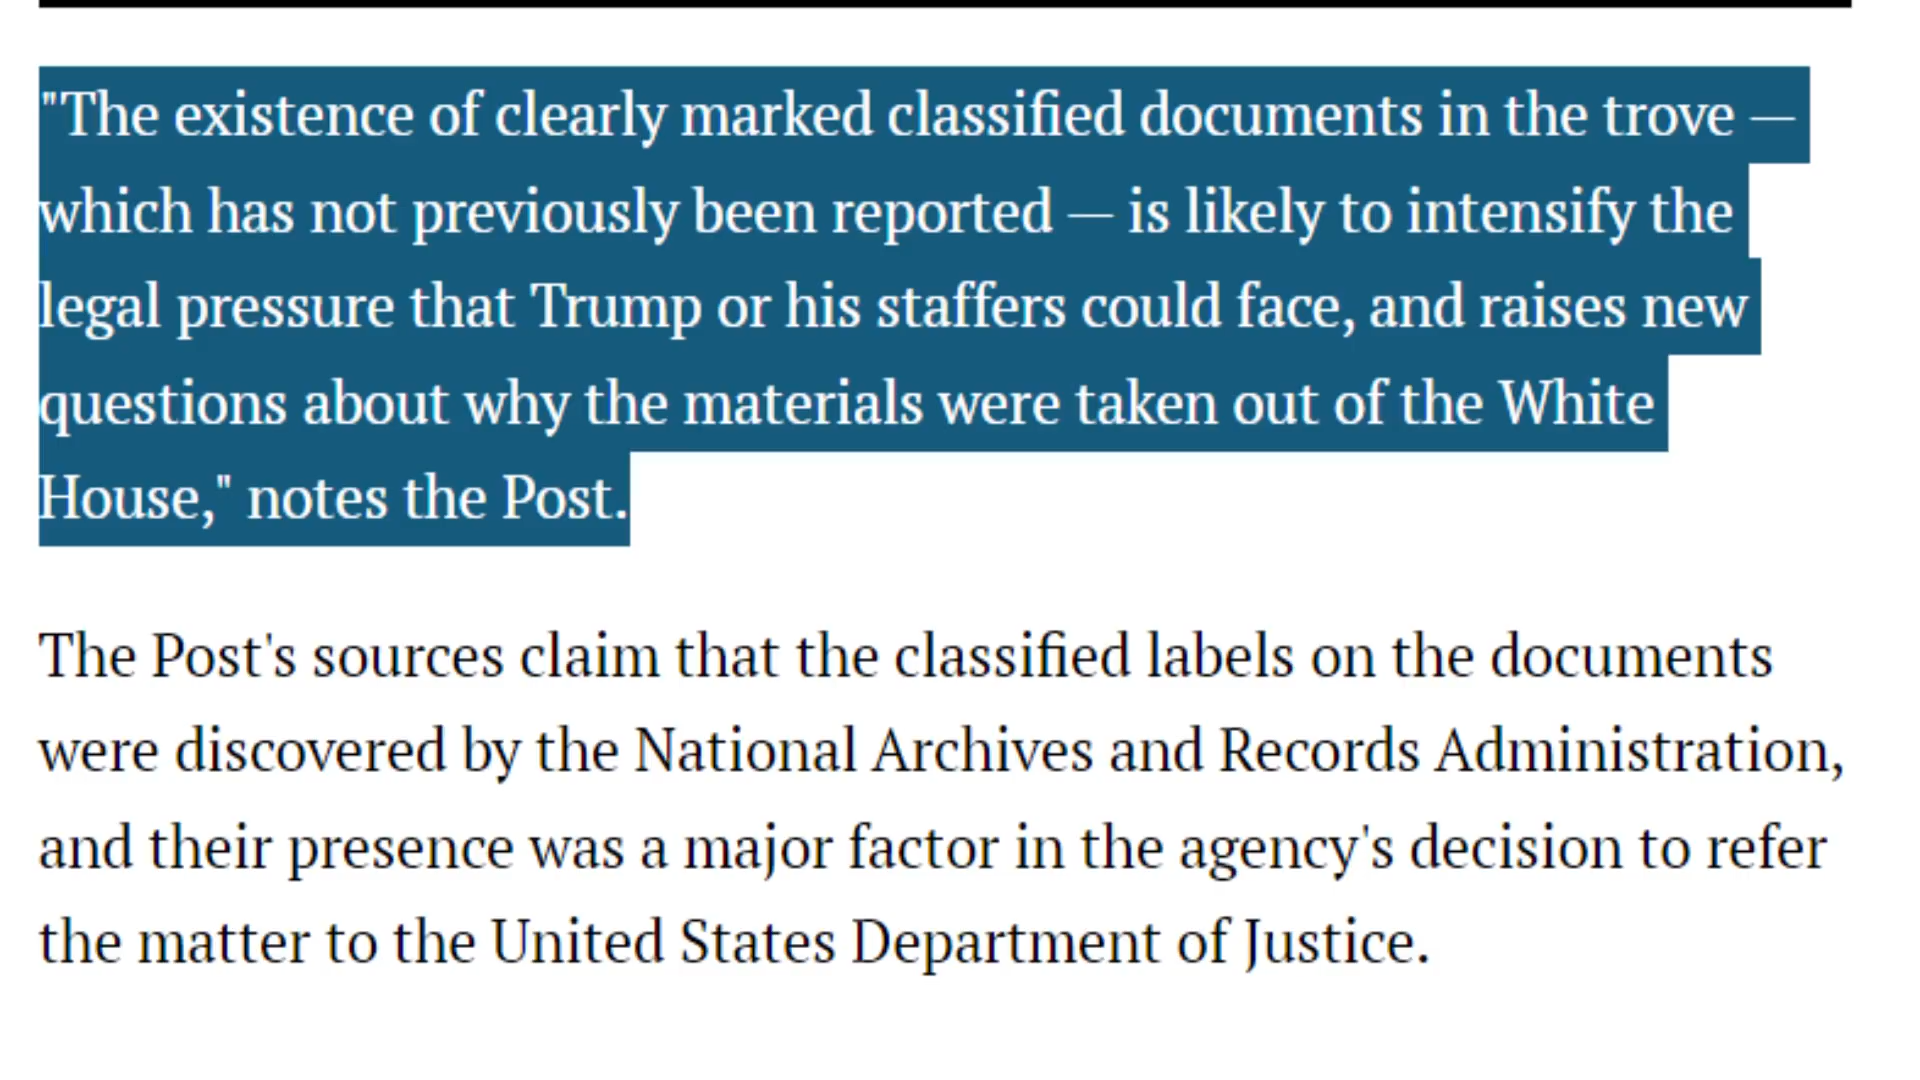 "The existence of clearly marked classified documents in the trove —
which has not previously been reported — is likely to intensify the
legal pressure that Trump or his staffers could face, and raises new
questions about why the materials were taken out of the White
House," notes the Post.
The Post's sources claim that the classified labels on the documents
were discovered by the National Archives and Records Administration,
and their presence was a major factor in the agency's decision to refer
the matter to the United States Department of Justice.